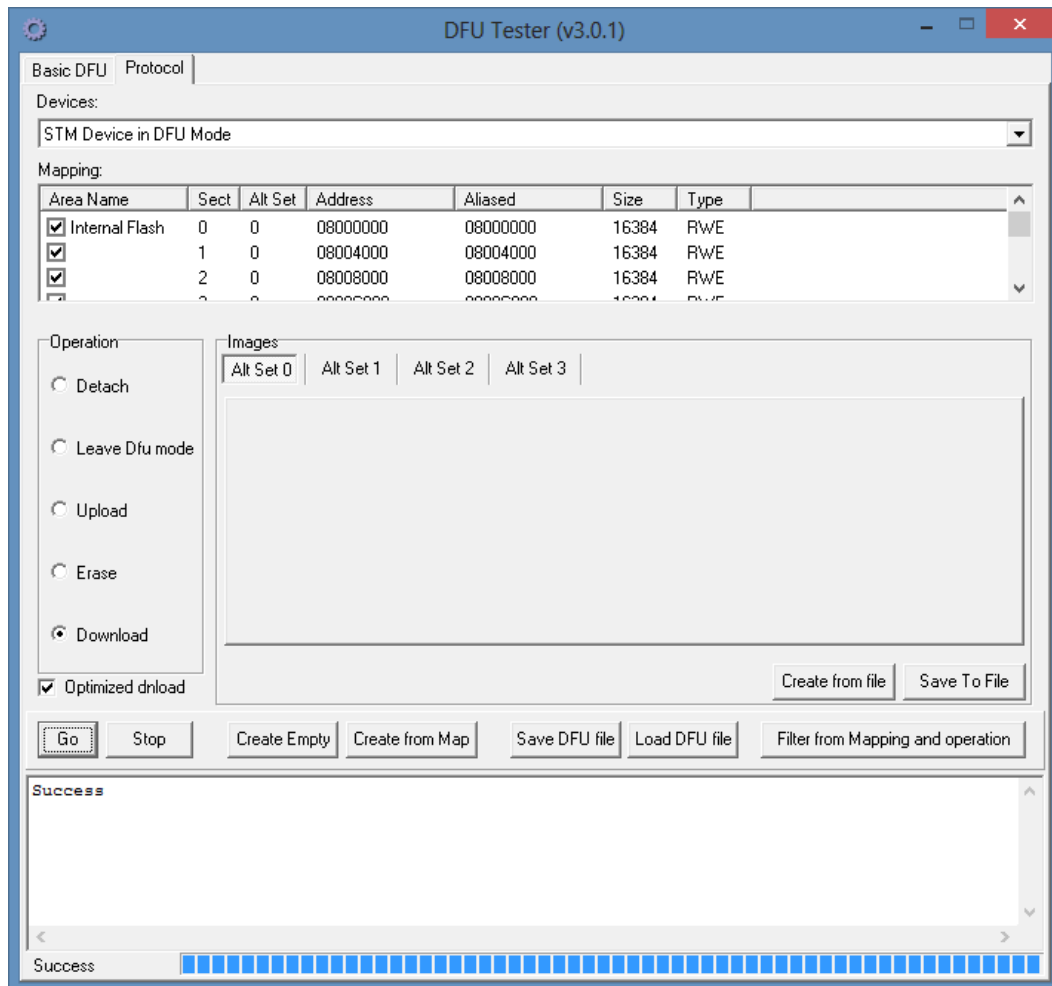 DFU Tester (v3.0.1)
Basic DFU Protocol
Devices:
STM Device in DFU Mode
Mapping:
Area Name Sect Alt Set Address Aliased Size Type
Internal Flash 0 0 08000000 08000000 16384 RWE
1 0 08004000 08004000 16384 RWE
2 0 08008000 08008000 16384 RWE
Operation
Detach
Leave Dfu mode
Upload
Erase
Download
Optimized dnload
Images
Alt Set 0 Alt Set 1 Alt Set 2 Alt Set 3
Create from file Save To File
Go Stop Create Empty Create from Map Save DFU file Load DFU file Filter from Mapping and operation
Success
Success